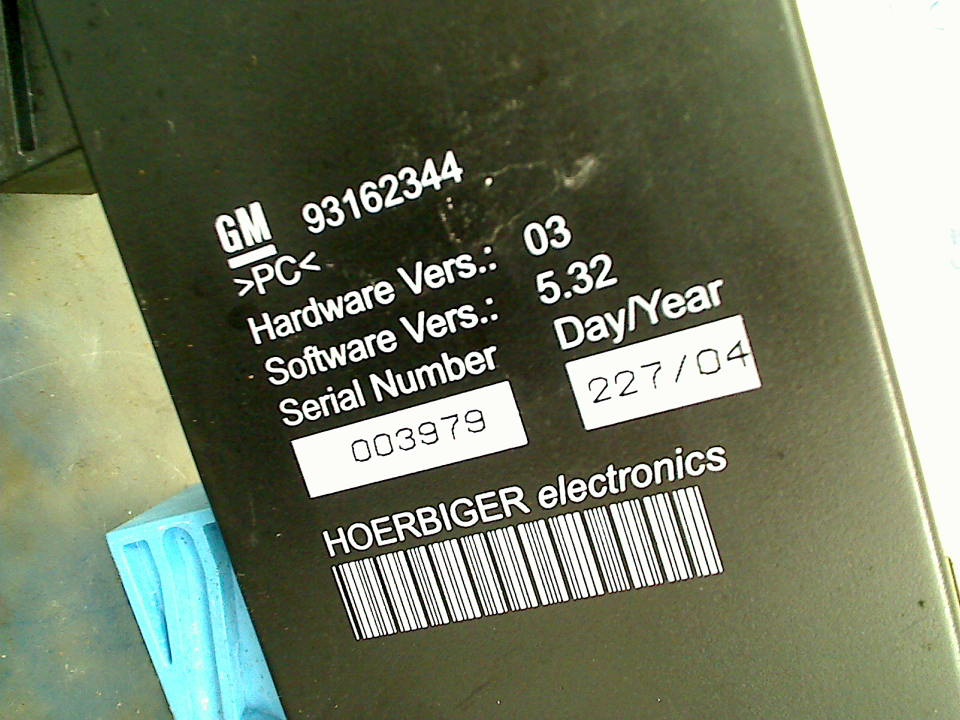 GM 93162344
>PC<
Hardware Vers.: 03
Software Vers.: 5.32
Serial Number Day/Year
003979 227/04
HOERBIGER electronics